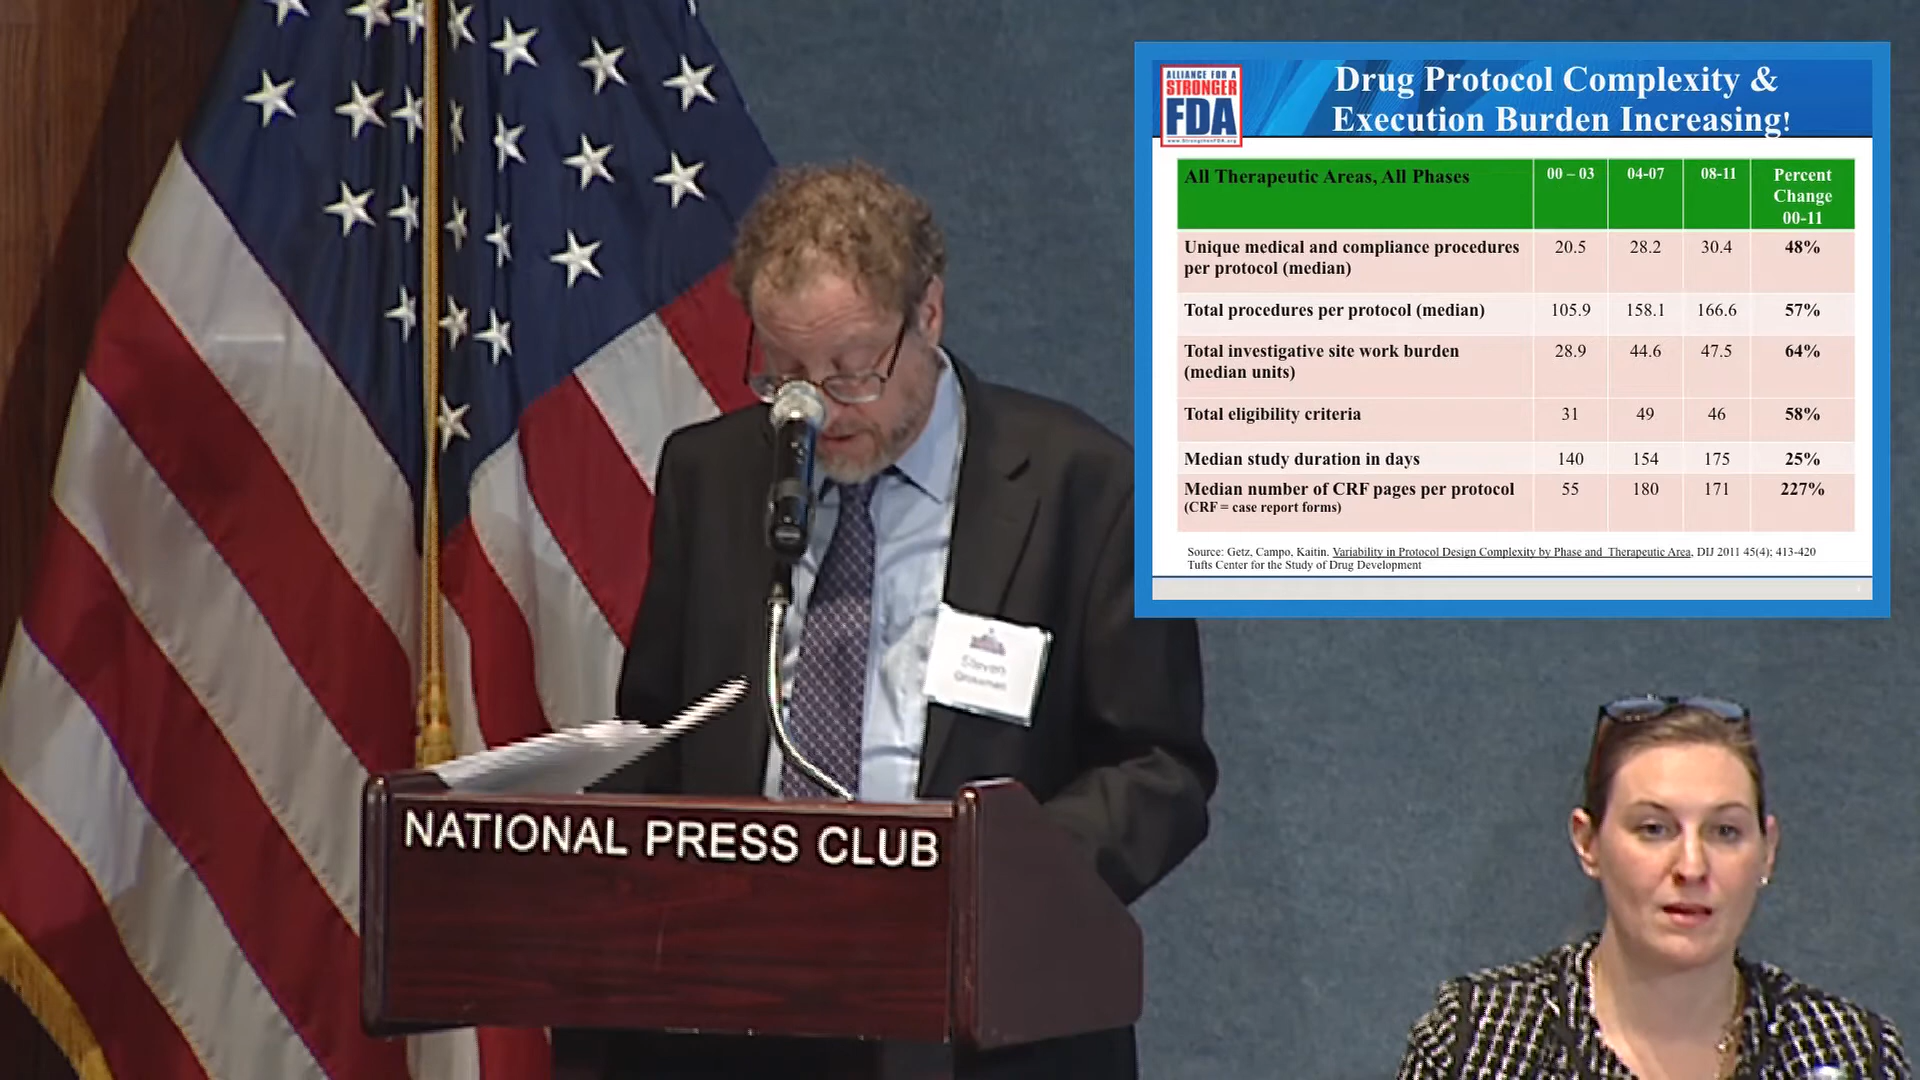 ALLIANCE FOR A
STRONGER
FDA
www.StrengthenFDA.org
Drug Protocol Complexity &
Execution Burden Increasing!
All Therapeutic Areas, All Phases 00 – 03 04-07 08-11 Percent
Change
00-11
Unique medical and compliance procedures 20.5 28.2 30.4 48%
per protocol (median)
Total procedures per protocol (median) 105.9 158.1 166.6 57%
Total investigative site work burden 28.9 44.6 47.5 64%
(median units)
Total eligibility criteria 31 49 46 58%
Median study duration in days 140 154 175 25%
Median number of CRF pages per protocol 55 180 171 227%
(CRF = case report forms)
Source: Getz, Campo, Kaitin. Variability in Protocol Design Complexity by Phase and Therapeutic Area, DIJ 2011 45(4); 413-420
Tufts Center for the Study of Drug Development
Steven
NATIONAL PRESS CLUB